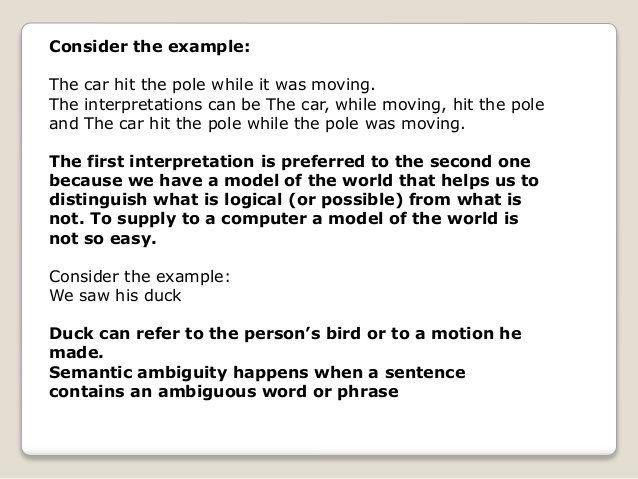 Consider the example:
The car hit the pole while it was moving.
The interpretations can be The car, while moving, hit the pole
and The car hit the pole while the pole was moving.
The first interpretation is preferred to the second one
because we have a model of the world that helps us to
distinguish what is logical (or possible) from what is
not. To supply to a computer a model of the world is
not so easy.
Consider the example:
We saw his duck
Duck can refer to the person’s bird or to a motion he
made.
Semantic ambiguity happens when a sentence
contains an ambiguous word or phrase